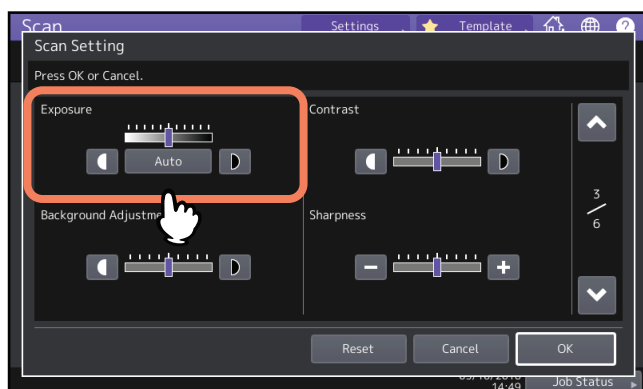 Scan
Settings
Template
Scan Setting
Press OK or Cancel.
Exposure
Contrast
Auto
Background
Sharpness
3
6
Reset
Cancel
OK
14:49
Job Status